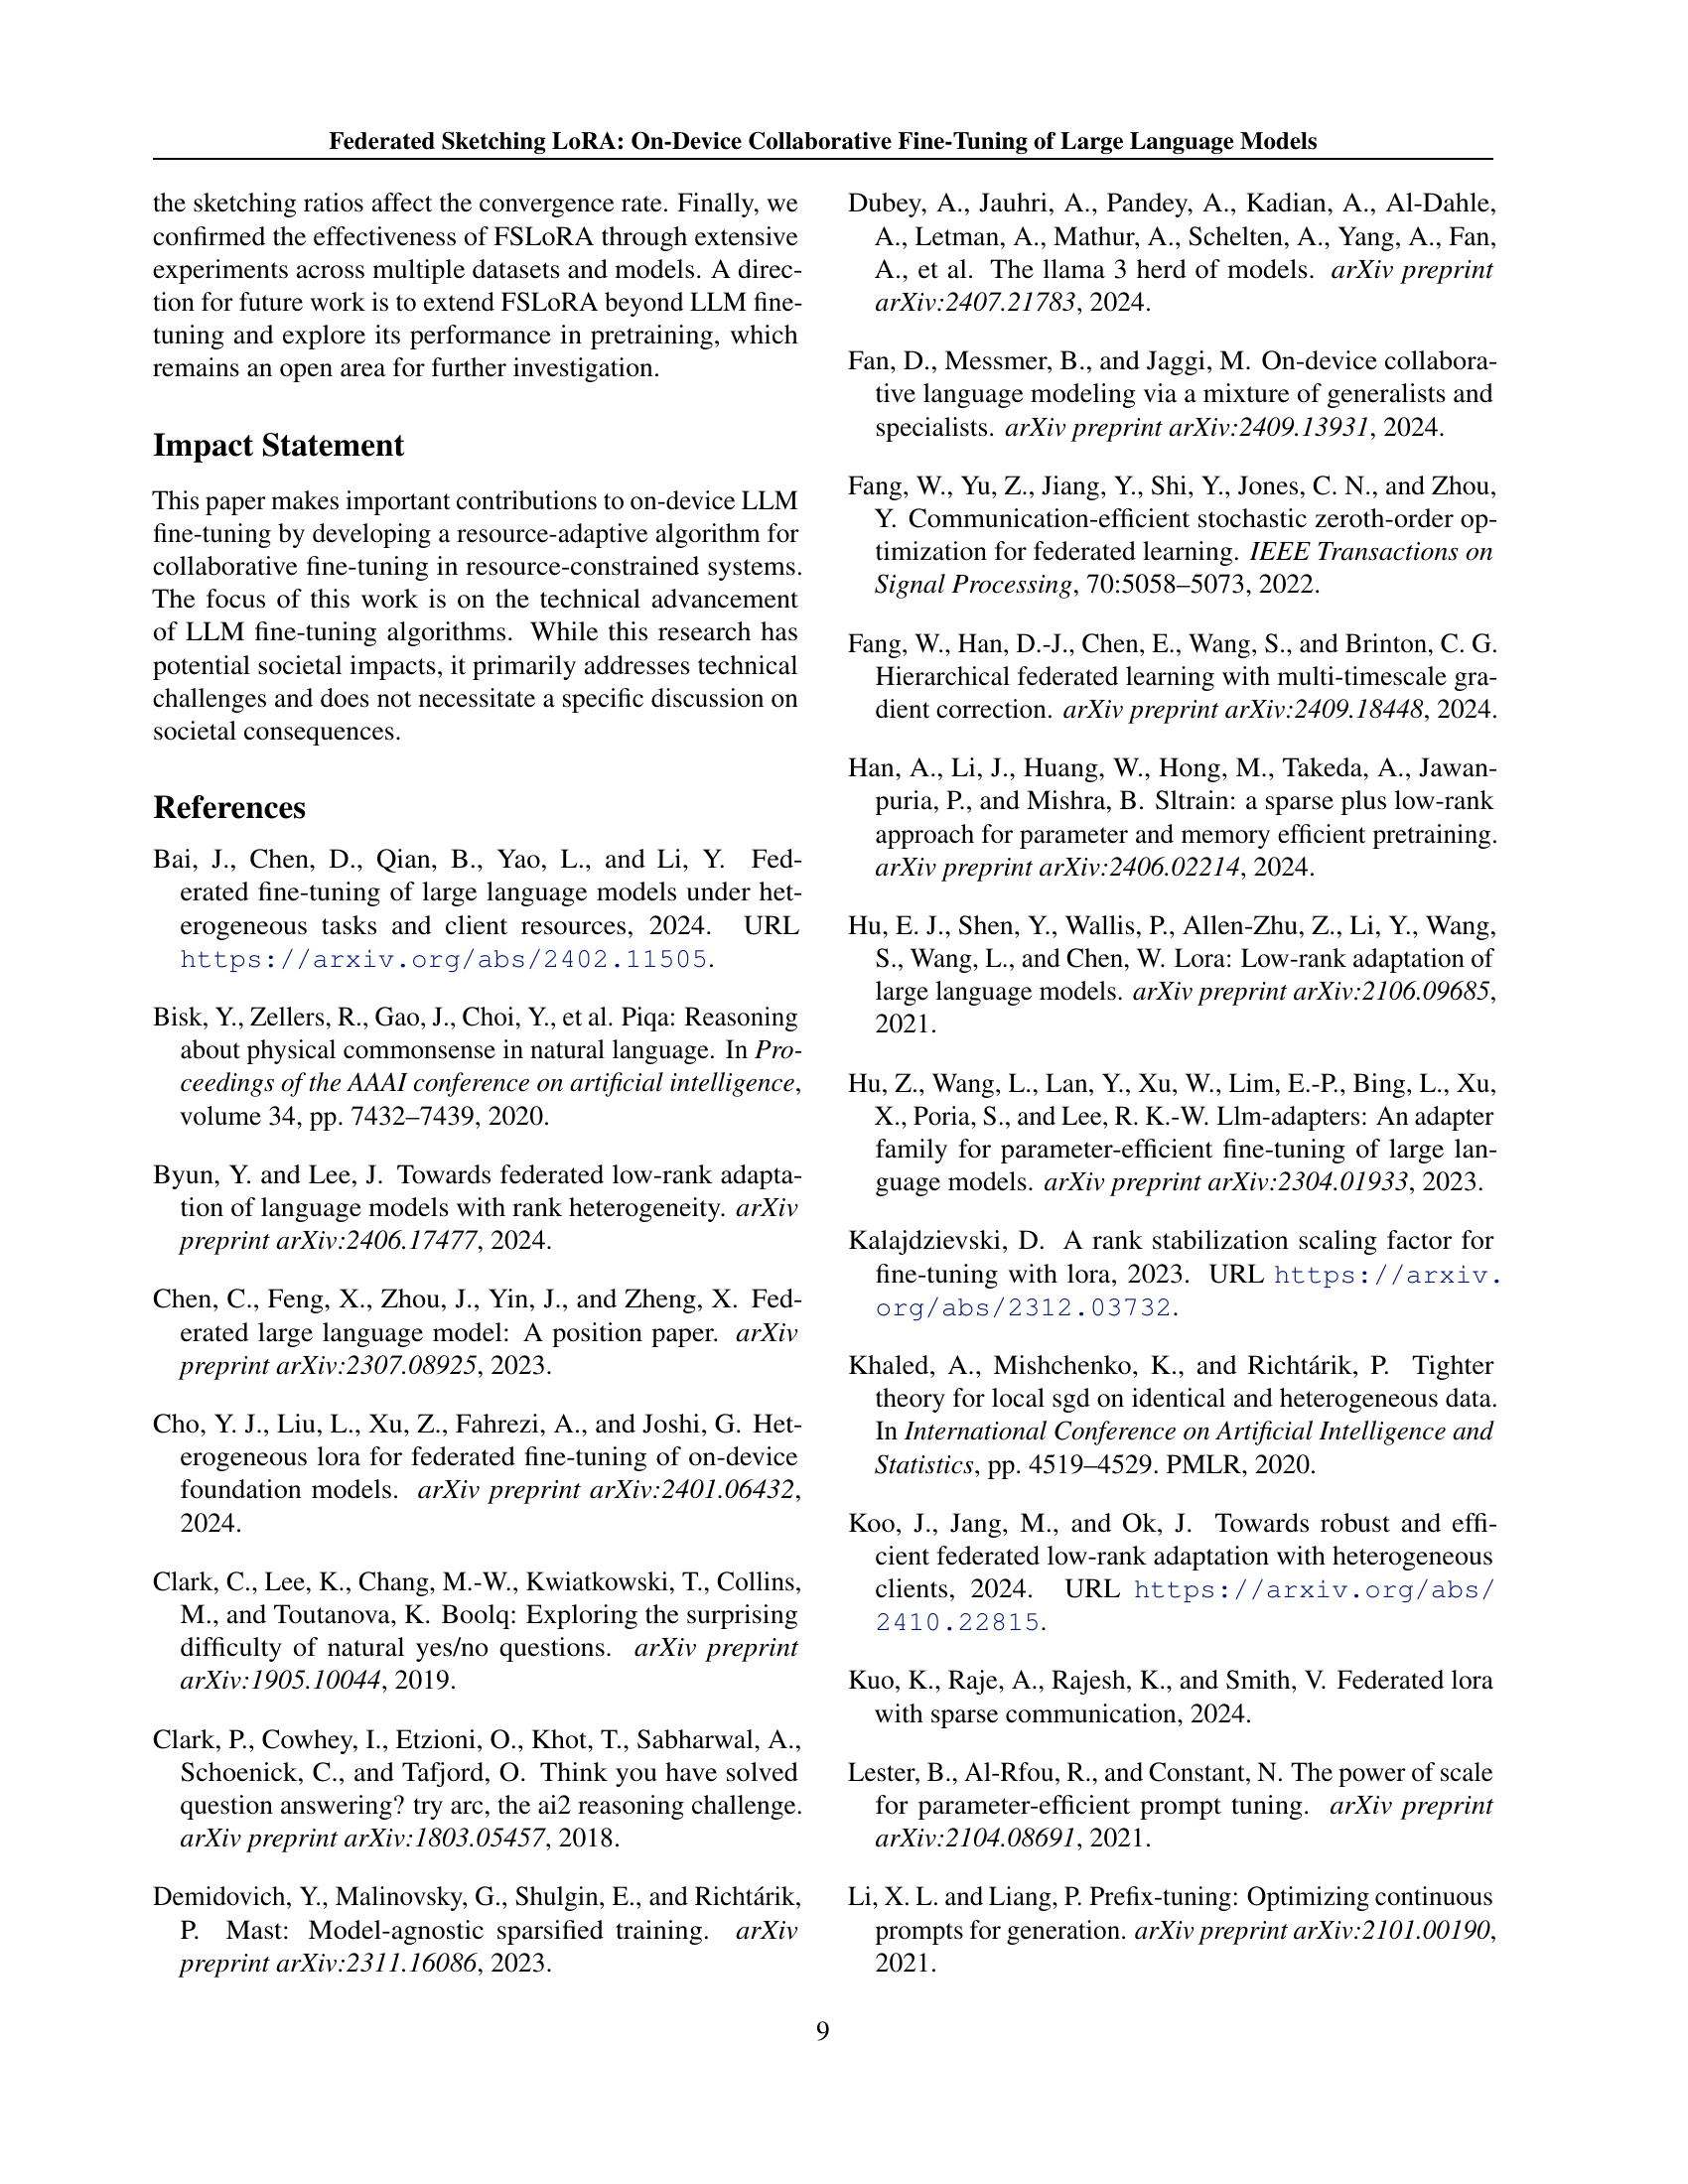 Federated Sketching LoRA: On-Device Collaborative Fine-Tuning of Large Language Models
the sketching ratios affect the convergence rate. Finally, we
confirmed the effectiveness of FSLoRA through extensive
experiments across multiple datasets and models. A direc-
tion for future work is to extend FSLoRA beyond LLM fine-
tuning and explore its performance in pretraining, which
remains an open area for further investigation.
Impact Statement
This paper makes important contributions to on-device LLM
fine-tuning by developing a resource-adaptive algorithm for
collaborative fine-tuning in resource-constrained systems.
The focus of this work is on the technical advancement
of LLM fine-tuning algorithms. While this research has
potential societal impacts, it primarily addresses technical
challenges and does not necessitate a specific discussion on
societal consequences.
References
Bai, J., Chen, D., Qian, B., Yao, L., and Li, Y. Fed-
erated fine-tuning of large language models under het-
erogeneous tasks and client resources, 2024. URL
https://arxiv.org/abs/2402.11505.
Bisk, Y., Zellers, R., Gao, J., Choi, Y., et al. Piqa: Reasoning
about physical commonsense in natural language. In Pro-
ceedings of the AAAI conference on artificial intelligence,
volume 34, pp. 7432–7439, 2020.
Byun, Y. and Lee, J. Towards federated low-rank adapta-
tion of language models with rank heterogeneity. arXiv
preprint arXiv:2406.17477, 2024.
Chen, C., Feng, X., Zhou, J., Yin, J., and Zheng, X. Fed-
erated large language model: A position paper. arXiv
preprint arXiv:2307.08925, 2023.
Cho, Y. J., Liu, L., Xu, Z., Fahrezi, A., and Joshi, G. Het-
erogeneous lora for federated fine-tuning of on-device
foundation models. arXiv preprint arXiv:2401.06432,
2024.
Clark, C., Lee, K., Chang, M.-W., Kwiatkowski, T., Collins,
M., and Toutanova, K. Boolq: Exploring the surprising
difficulty of natural yes/no questions. arXiv preprint
arXiv:1905.10044, 2019.
Clark, P., Cowhey, I., Etzioni, O., Khot, T., Sabharwal, A.,
Schoenick, C., and Tafjord, O. Think you have solved
question answering? try arc, the ai2 reasoning challenge.
arXiv preprint arXiv:1803.05457, 2018.
Demidovich, Y., Malinovsky, G., Shulgin, E., and Richtárik,
P. Mast: Model-agnostic sparsified training. arXiv
preprint arXiv:2311.16086, 2023.
Dubey, A., Jauhri, A., Pandey, A., Kadian, A., Al-Dahle,
A., Letman, A., Mathur, A., Schelten, A., Yang, A., Fan,
A., et al. The llama 3 herd of models. arXiv preprint
arXiv:2407.21783, 2024.
Fan, D., Messmer, B., and Jaggi, M. On-device collabora-
tive language modeling via a mixture of generalists and
specialists. arXiv preprint arXiv:2409.13931, 2024.
Fang, W., Yu, Z., Jiang, Y., Shi, Y., Jones, C. N., and Zhou,
Y. Communication-efficient stochastic zeroth-order op-
timization for federated learning. IEEE Transactions on
Signal Processing, 70:5058–5073, 2022.
Fang, W., Han, D.-J., Chen, E., Wang, S., and Brinton, C. G.
Hierarchical federated learning with multi-timescale gra-
dient correction. arXiv preprint arXiv:2409.18448, 2024.
Han, A., Li, J., Huang, W., Hong, M., Takeda, A., Jawan-
puria, P., and Mishra, B. Sltrain: a sparse plus low-rank
approach for parameter and memory efficient pretraining.
arXiv preprint arXiv:2406.02214, 2024.
Hu, E. J., Shen, Y., Wallis, P., Allen-Zhu, Z., Li, Y., Wang,
S., Wang, L., and Chen, W. Lora: Low-rank adaptation of
large language models. arXiv preprint arXiv:2106.09685,
2021.
Hu, Z., Wang, L., Lan, Y., Xu, W., Lim, E.-P., Bing, L., Xu,
X., Poria, S., and Lee, R. K.-W. Llm-adapters: An adapter
family for parameter-efficient fine-tuning of large lan-
guage models. arXiv preprint arXiv:2304.01933, 2023.
Kalajdzievski, D. A rank stabilization scaling factor for
fine-tuning with lora, 2023. URL https://arxiv.
org/abs/2312.03732.
Khaled, A., Mishchenko, K., and Richtárik, P. Tighter
theory for local sgd on identical and heterogeneous data.
In International Conference on Artificial Intelligence and
Statistics, pp. 4519–4529. PMLR, 2020.
Koo, J., Jang, M., and Ok, J. Towards robust and effi-
cient federated low-rank adaptation with heterogeneous
clients, 2024. URL https://arxiv.org/abs/
2410.22815.
Kuo, K., Raje, A., Rajesh, K., and Smith, V. Federated lora
with sparse communication, 2024.
Lester, B., Al-Rfou, R., and Constant, N. The power of scale
for parameter-efficient prompt tuning. arXiv preprint
arXiv:2104.08691, 2021.
Li, X. L. and Liang, P. Prefix-tuning: Optimizing continuous
prompts for generation. arXiv preprint arXiv:2101.00190,
2021.
9